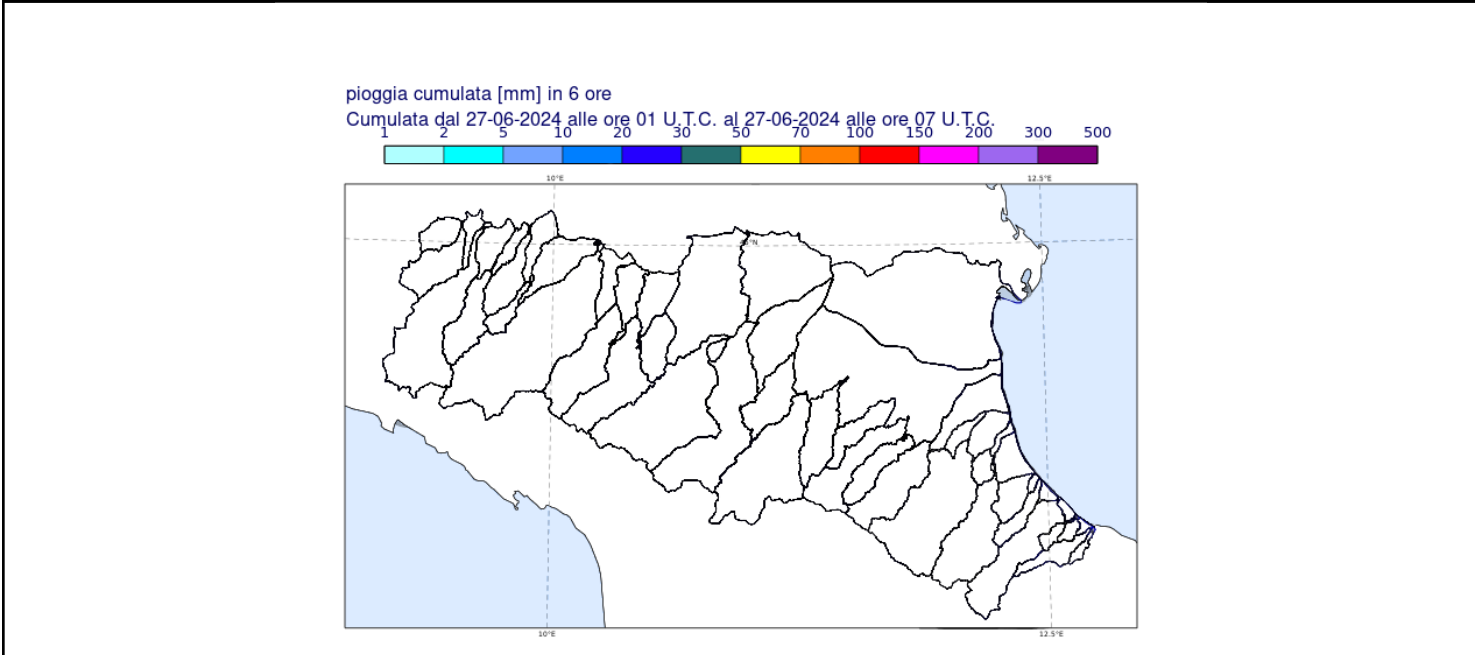 pioggia cumulata [mm] in 6 ore
Cumulata dal 27-06-2024 alle ore 01 U.T.C. al 27-06-2024 alle ore 07 U.T.C.
1 2 5 10 20 30 50 70 100 150 200 300 500
10°E 12.5°E
10°E 12.5°E